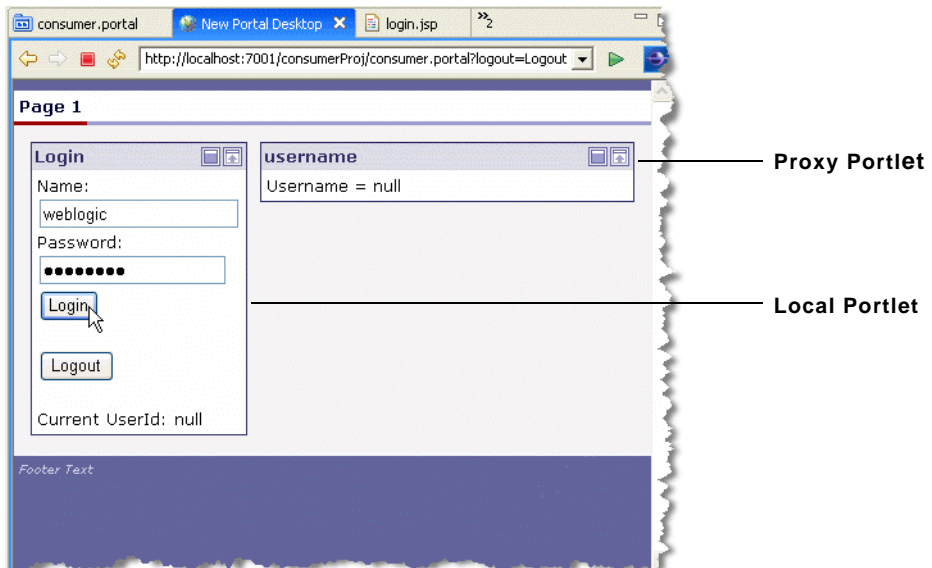 consumer.portal New Portal Desktop login.jsp »2
http://localhost:7001/consumerProj/consumer.portal?logout=Logout
Page 1
Login
username
Proxy Portlet
Name:
Username = null
weblogic
Password:
Login
Local Portlet
Logout
Current UserId: null
Footer Text